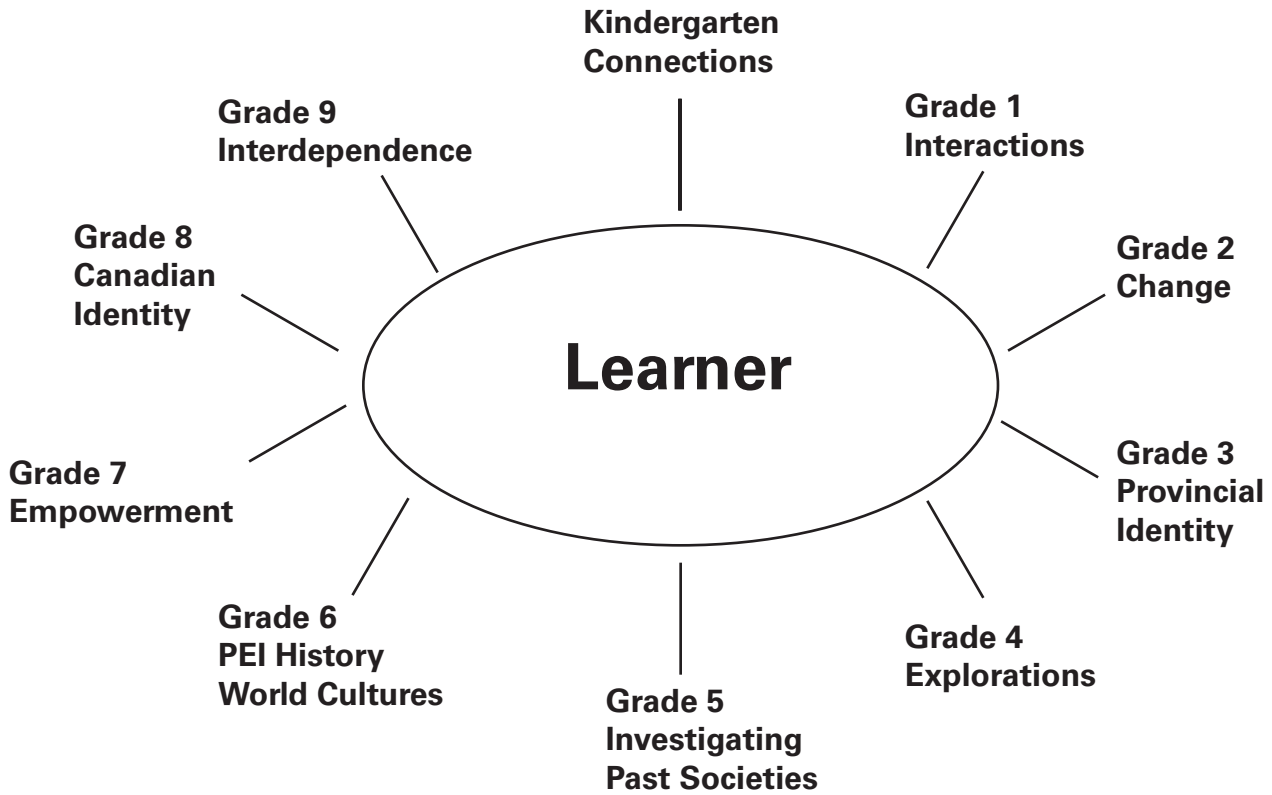 Kindergarten
Connections
Grade 1
Interactions
Grade 2
Change
Grade 3
Provincial
Identity
Grade 4
Explorations
Grade 5
Investigating
Past Societies
Grade 6
PEI History
World Cultures
Grade 7
Empowerment
Grade 8
Canadian
Identity
Grade 9
Interdependence
Learner